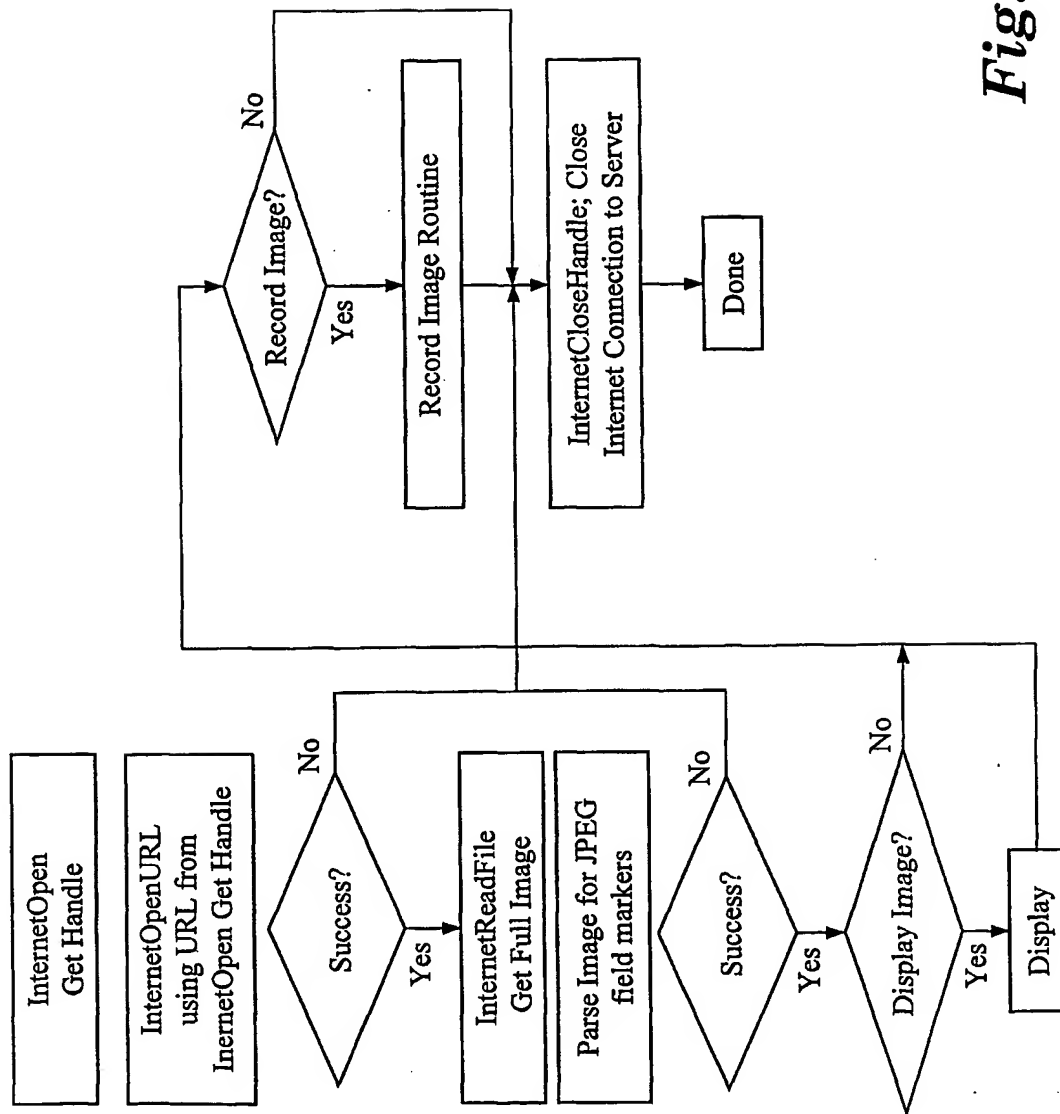 InternetOpen
Get Handle
InternetOpenURL
using URL from
InernetOpen Get Handle
Success?
No
Yes
InternetReadFile
Get Full Image
Parse Image for JPEG
field markers
Success?
No
Yes
Display Image?
No
Yes
Display
Record Image?
No
Yes
Record Image Routine
InternetCloseHandle; Close
Internet Connection to Server
Done
Fig.